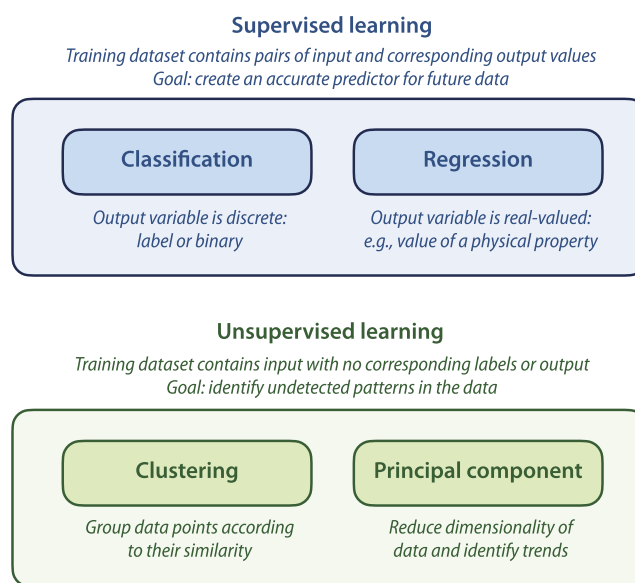 Supervised learning
Training dataset contains pairs of input and corresponding output values
Goal: create an accurate predictor for future data
Classification
Regression
Output variable is discrete:
label or binary
Output variable is real-valued:
e.g., value of a physical property
Unsupervised learning
Training dataset contains input with no corresponding labels or output
Goal: identify undetected patterns in the data
Clustering
Principal component
Group data points according
to their similarity
Reduce dimensionality of
data and identify trends